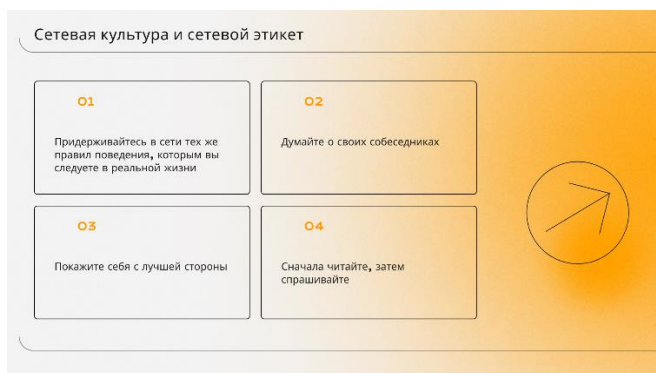 Сетевая культура и сетевой этикет
01
Придерживайтесь в сети тех же
правил поведения, которым вы
следуете в реальной жизни
02
Думайте о своих собеседниках
03
Покажите себя с лучшей стороны
04
Сначала читайте, затем
спрашивайте